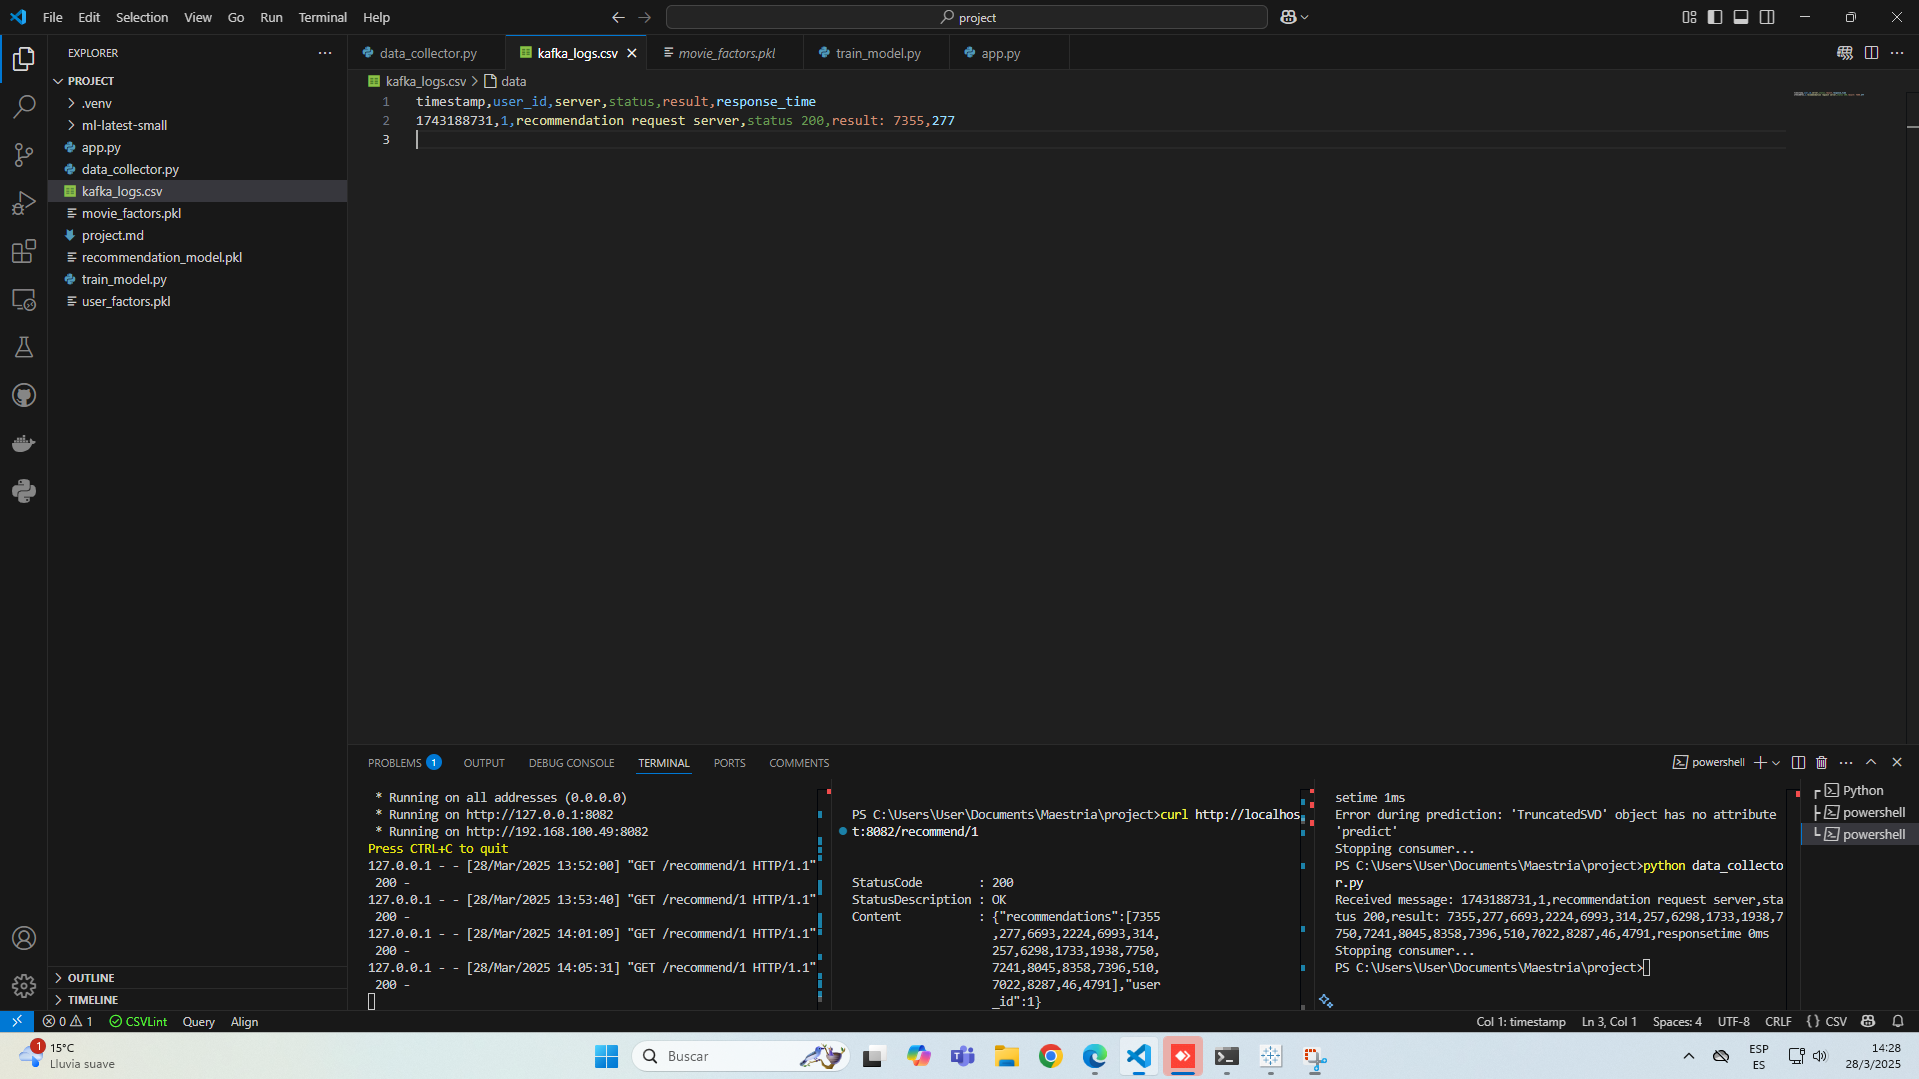 File Edit Selection View Go Run Terminal Help
project
EXPLORER
PROJECT
.venv
ml-latest-small
app.py
data_collector.py
kafka_logs.csv
movie_factors.pkl
project.md
recommendation_model.pkl
train_model.py
user_factors.pkl
OUTLINE
TIMELINE
data_collector.py kafka_logs.csv movie_factors.pkl train_model.py app.py
kafka_logs.csv > data
1 timestamp,user_id,server,status,result,response_time
2 1743188731,1,recommendation request server,status 200,result: 7355,277
3
PROBLEMS 1 OUTPUT DEBUG CONSOLE TERMINAL PORTS COMMENTS
powershell
* Running on all addresses (0.0.0.0)
* Running on http://127.0.0.1:8082
* Running on http://192.168.100.49:8082
Press CTRL+C to quit
127.0.0.1 - - [28/Mar/2025 13:52:00] "GET /recommend/1 HTTP/1.1"
200 -
127.0.0.1 - - [28/Mar/2025 13:53:40] "GET /recommend/1 HTTP/1.1"
200 -
127.0.0.1 - - [28/Mar/2025 14:01:09] "GET /recommend/1 HTTP/1.1"
200 -
127.0.0.1 - - [28/Mar/2025 14:05:31] "GET /recommend/1 HTTP/1.1"
200 -
PS C:\Users\User\Documents\Maestria\project>curl http://localhos
t:8082/recommend/1
StatusCode : 200
StatusDescription : OK
Content : {"recommendations":[7355
,277,6693,2224,6993,314,
257,6298,1733,1938,7750,
7241,8045,8358,7396,510,
7022,8287,46,4791],"user
_id":1}
setime 1ms
Error during prediction: 'TruncatedSVD' object has no attribute
'predict'
Stopping consumer...
PS C:\Users\User\Documents\Maestria\project>python data_collecto
r.py
Received message: 1743188731,1,recommendation request server,sta
tus 200,result: 7355,277,6693,2224,6993,314,257,6298,1733,1938,7
750,7241,8045,8358,7396,510,7022,8287,46,4791,responsetime 0ms
Stopping consumer...
PS C:\Users\User\Documents\Maestria\project>
Python
powershell
powershell
0 1 CSVLint Query Align
Col 1: timestamp Ln 3, Col 1 Spaces: 4 UTF-8 CRLF {} CSV
1
15°C
Lluvia suave
Buscar
ESP
ES
14:28
28/3/2025